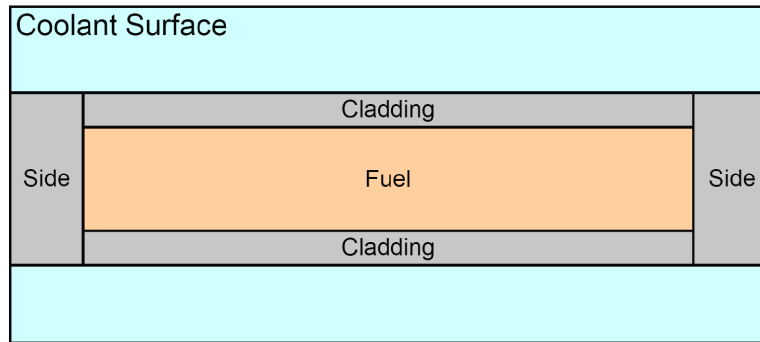 Coolant Surface
Cladding
Side
Fuel
Side
Cladding